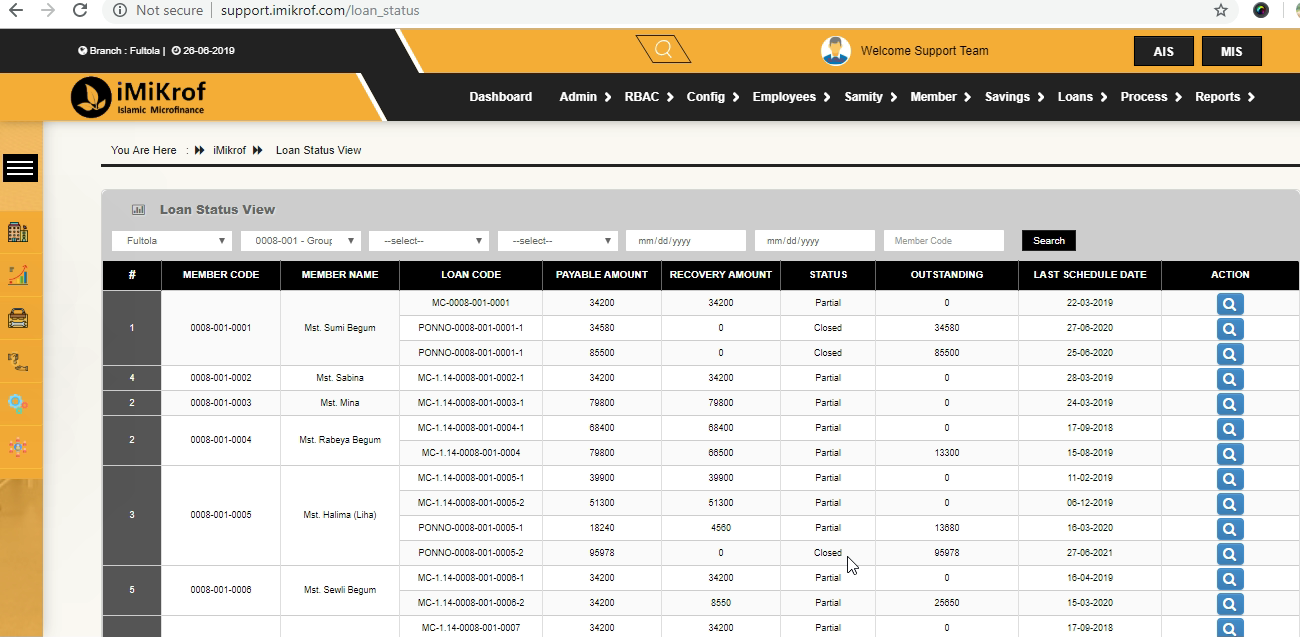 Not secure | support.imikrof.com/loan_status
Branch : Fultola | 26-06-2019
Welcome Support Team
AIS
MIS
iMiKrof
Islamic Microfinance
Dashboard Admin RBAC Config Employees Samity Member Savings Loans Process Reports
You Are Here : iMikrof Loan Status View
Loan Status View
Fultola 0008-001 - Group --select-- --select-- mm/dd/yyyy mm/dd/yyyy Member Code Search
# MEMBER CODE MEMBER NAME LOAN CODE PAYABLE AMOUNT RECOVERY AMOUNT STATUS OUTSTANDING LAST SCHEDULE DATE ACTION
MC-0008-001-0001 34200 34200 Partial 0 22-03-2019
1 0008-001-0001 Mst. Sumi Begum PONNO-0008-001-0001-1 34580 0 Closed 34580 27-06-2020
PONNO-0008-001-0001-1 85500 0 Closed 85500 25-06-2020
4 0008-001-0002 Mst. Sabina MC-1.14-0008-001-0002-1 34200 34200 Partial 0 28-03-2019
2 0008-001-0003 Mst. Mina MC-1.14-0008-001-0003-1 79800 79800 Partial 0 24-03-2019
2 0008-001-0004 Mst. Rabeya Begum MC-1.14-0008-001-0004-1 68400 68400 Partial 0 17-09-2018
MC-1.14-0008-001-0004 79800 66500 Partial 13300 15-08-2019
MC-1.14-0008-001-0005-1 39900 39900 Partial 0 11-02-2019
3 0008-001-0005 Mst. Halima (Liha) MC-1.14-0008-001-0005-2 51300 51300 Partial 0 06-12-2019
PONNO-0008-001-0005-1 18240 4560 Partial 13680 16-03-2020
PONNO-0008-001-0005-2 95978 0 Closed 95978 27-06-2021
5 0008-001-0006 Mst. Sewli Begum MC-1.14-0008-001-0006-1 34200 34200 Partial 0 16-04-2019
MC-1.14-0008-001-0006-2 34200 8550 Partial 25650 15-03-2020
MC-1.14-0008-001-0007 34200 34200 Partial 0 17-09-2018